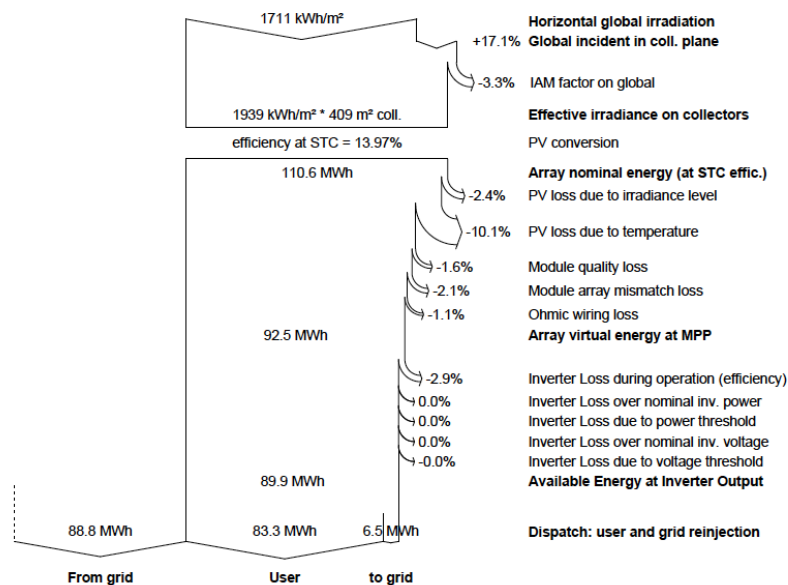 1711 kWh/m² Horizontal global irradiation
+17.1% Global incident in coll. plane
-3.3% IAM factor on global
1939 kWh/m² * 409 m² coll. Effective irradiance on collectors
efficiency at STC = 13.97% PV conversion
110.6 MWh Array nominal energy (at STC effic.)
-2.4% PV loss due to irradiance level
-10.1% PV loss due to temperature
-1.6% Module quality loss
-2.1% Module array mismatch loss
-1.1% Ohmic wiring loss
92.5 MWh Array virtual energy at MPP
-2.9% Inverter Loss during operation (efficiency)
0.0% Inverter Loss over nominal inv. power
0.0% Inverter Loss due to power threshold
0.0% Inverter Loss over nominal inv. voltage
-0.0% Inverter Loss due to voltage threshold
89.9 MWh Available Energy at Inverter Output
88.8 MWh 83.3 MWh 6.5 MWh Dispatch: user and grid reinjection
From grid User to grid